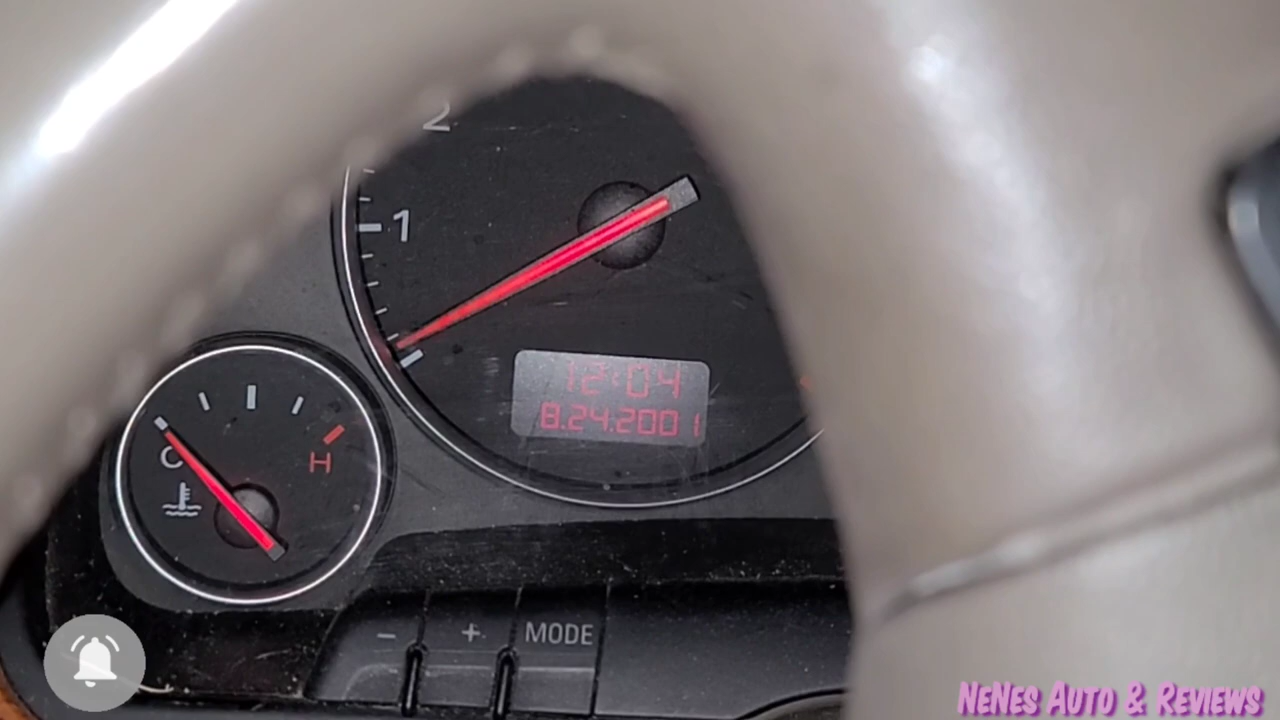 2
1
12:04
8.24.2001
C
H
- + MODE
NeNes Auto & Reviews